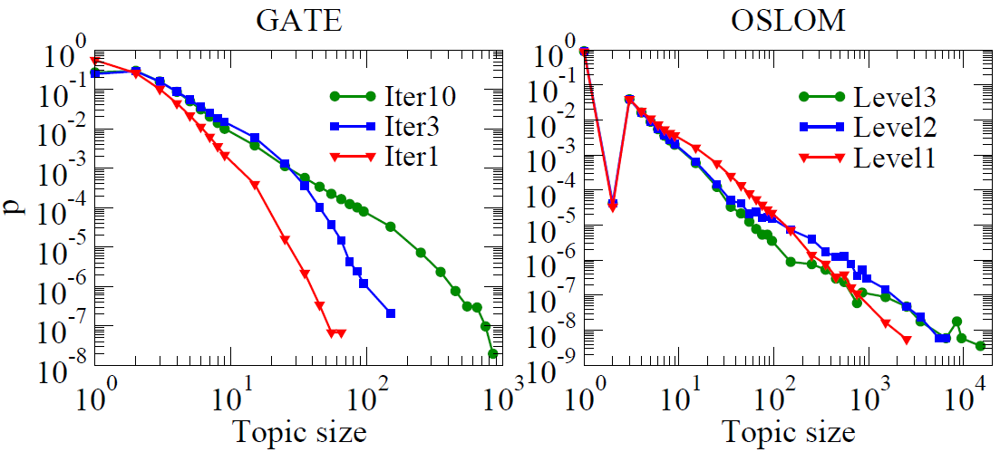 GATE
10^0
10^-1
10^-2
10^-3
10^-4
10^-5
10^-6
10^-7
10^-8
p
Iter10
Iter3
Iter1
10^0 10^1 10^2 10^3
Topic size
OSLOM
10^0
10^-1
10^-2
10^-3
10^-4
10^-5
10^-6
10^-7
10^-8
10^-9
Level3
Level2
Level1
10^0 10^1 10^2 10^3 10^4
Topic size